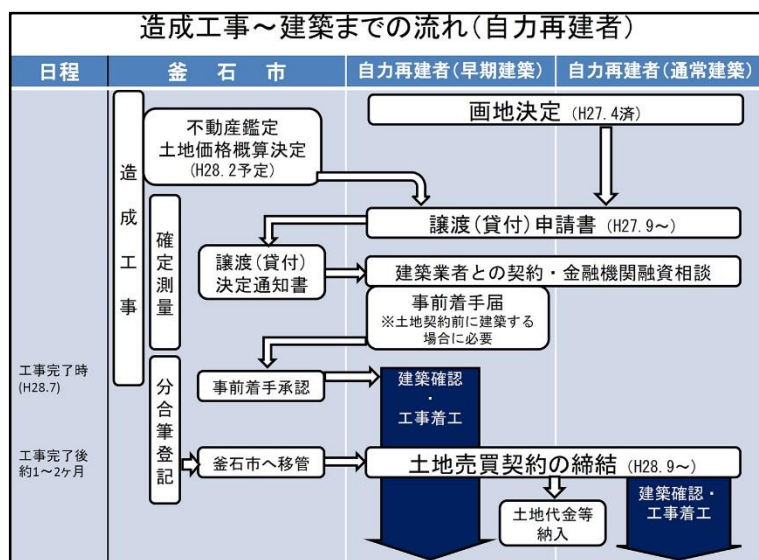 造成工事～建築までの流れ(自力再建者)
日程
釜石市
自力再建者(早期建築)
自力再建者(通常建築)
造成工事
不動産鑑定
土地価格概算決定
(H28.2予定)
画地決定 (H27.4済)
確定測量
譲渡(貸付)申請書 (H27.9～)
譲渡(貸付)
決定通知書
建築業者との契約・金融機関融資相談
事前着手届
※土地契約前に建築する
場合に必要
工事完了時
(H28.7)
分合筆登記
事前着手承認
建築確認
・
工事着工
工事完了後
約1～2ヶ月
釜石市へ移管
土地売買契約の締結 (H28.9～)
土地代金等
納入
建築確認・
工事着工